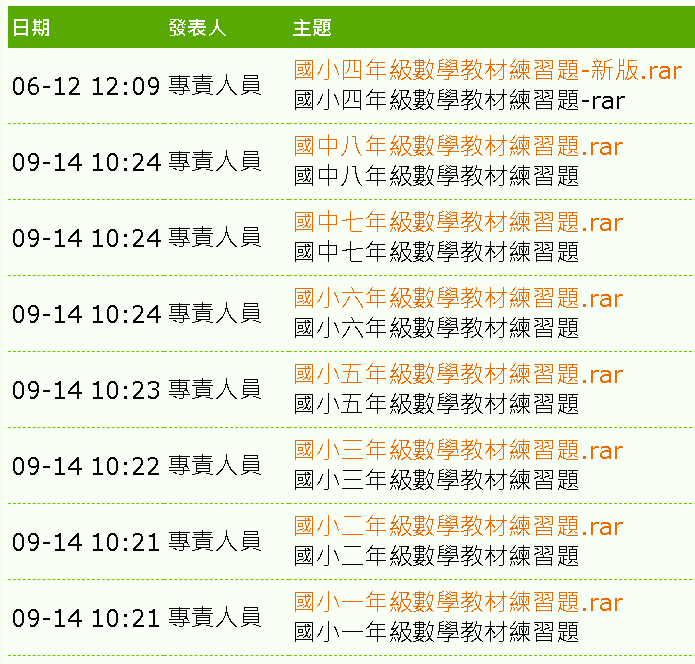 日期 發表人 主題
06-12 12:09 專責人員 國小四年級數學教材練習題-新版.rar
國小四年級數學教材練習題-rar
09-14 10:24 專責人員 國中八年級數學教材練習題.rar
國中八年級數學教材練習題
09-14 10:24 專責人員 國中七年級數學教材練習題.rar
國中七年級數學教材練習題
09-14 10:24 專責人員 國小六年級數學教材練習題.rar
國小六年級數學教材練習題
09-14 10:23 專責人員 國小五年級數學教材練習題.rar
國小五年級數學教材練習題
09-14 10:22 專責人員 國小三年級數學教材練習題.rar
國小三年級數學教材練習題
09-14 10:21 專責人員 國小二年級數學教材練習題.rar
國小二年級數學教材練習題
09-14 10:21 專責人員 國小一年級數學教材練習題.rar
國小一年級數學教材練習題